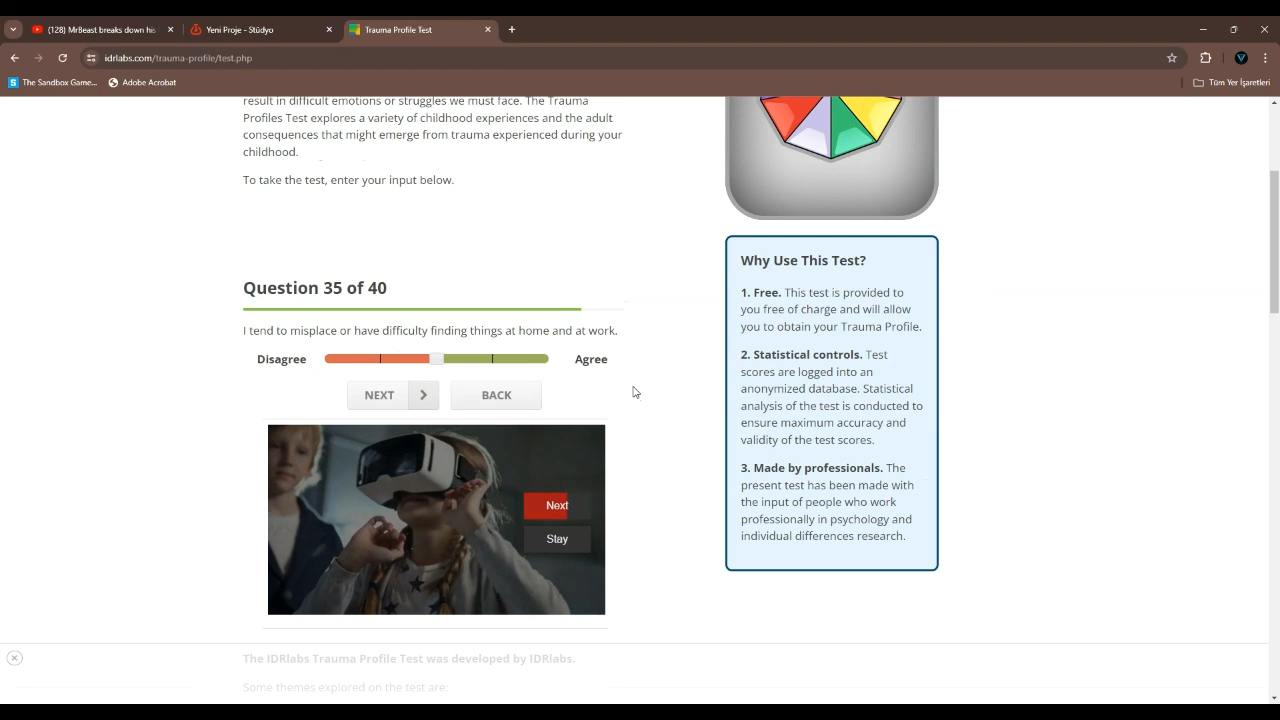 (128) MrBeast breaks down his
Yeni Proje - Stüdyo
Trauma Profile Test
idrlabs.com/trauma-profile/test.php
The Sandbox Game...
Adobe Acrobat
Tüm Yer İşaretleri
result in difficult emotions or struggles we must face. The Trauma
Profiles Test explores a variety of childhood experiences and the adult
consequences that might emerge from trauma experienced during your
childhood.
To take the test, enter your input below.
Question 35 of 40
I tend to misplace or have difficulty finding things at home and at work.
Disagree
Agree
NEXT
BACK
Next
Stay
Why Use This Test?
1. Free. This test is provided to
you free of charge and will allow
you to obtain your Trauma Profile.
2. Statistical controls. Test
scores are logged into an
anonymized database. Statistical
analysis of the test is conducted to
ensure maximum accuracy and
validity of the test scores.
3. Made by professionals. The
present test has been made with
the input of people who work
professionally in psychology and
individual differences research.
The IDRlabs Trauma Profile Test was developed by IDRlabs.
Some themes explored on the test are: